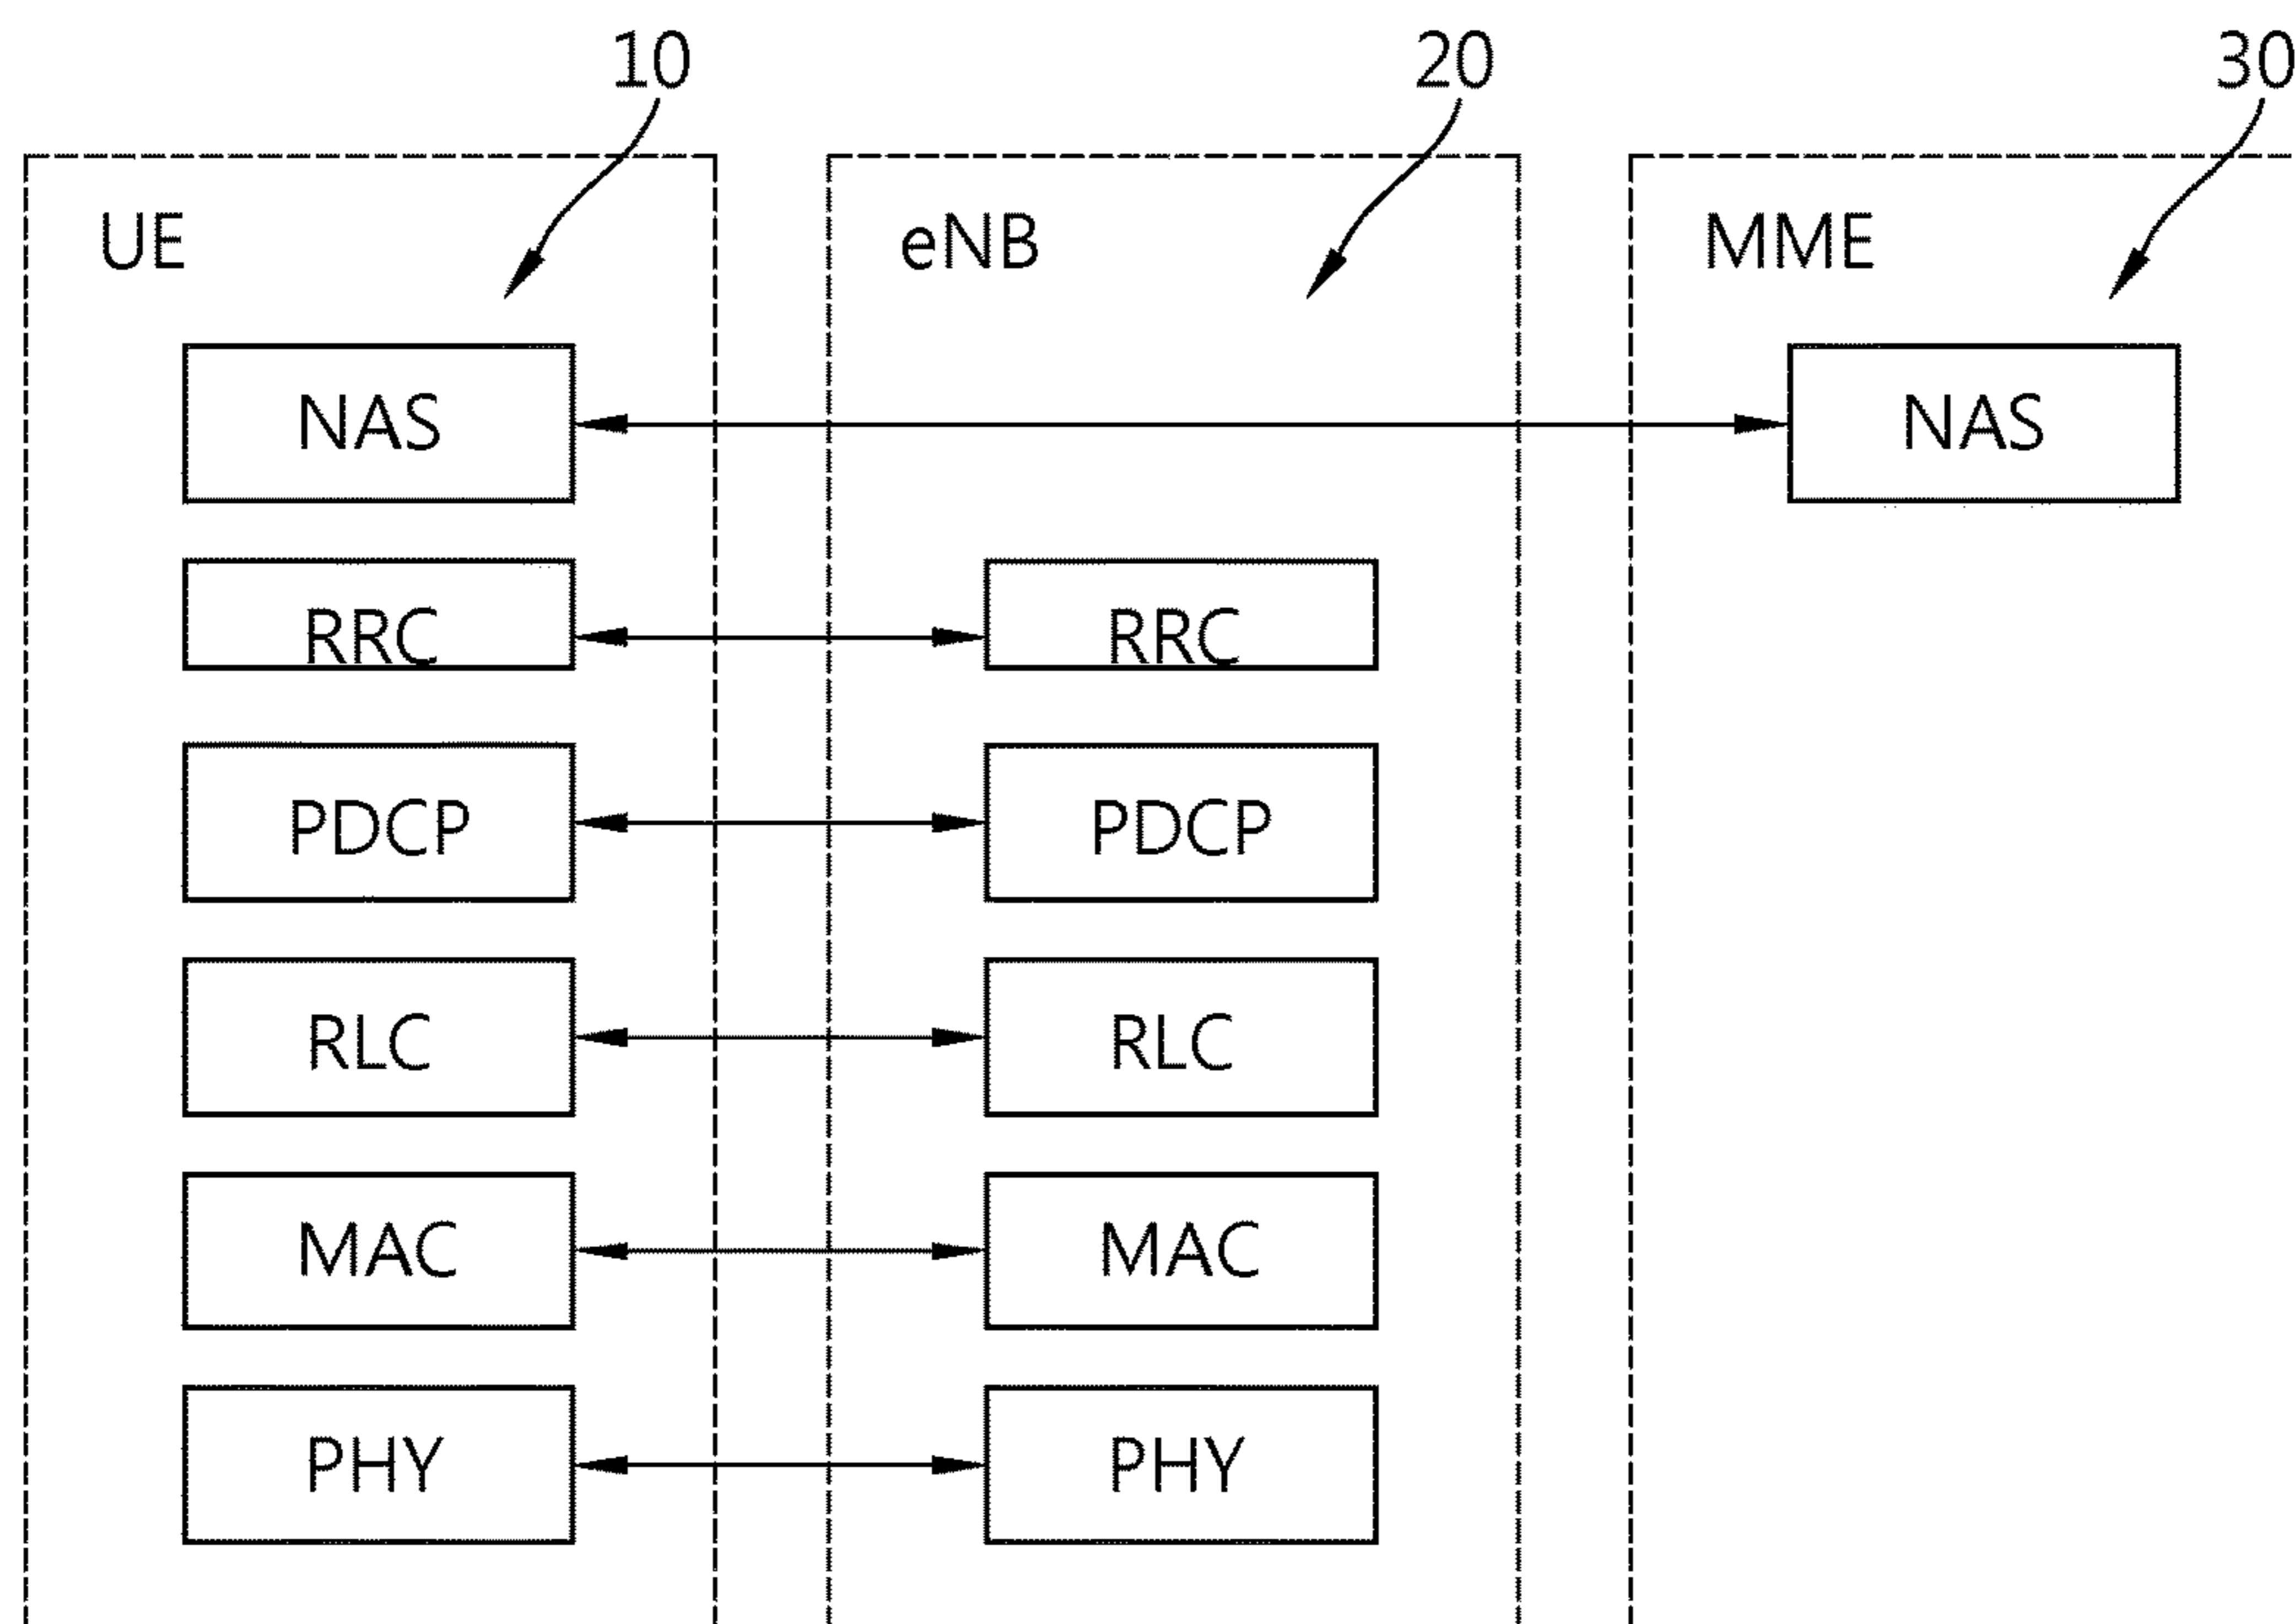 10 20 30
UE eNB MME
NAS NAS
RRC RRC
PDCP PDCP
RLC RLC
MAC MAC
PHY PHY